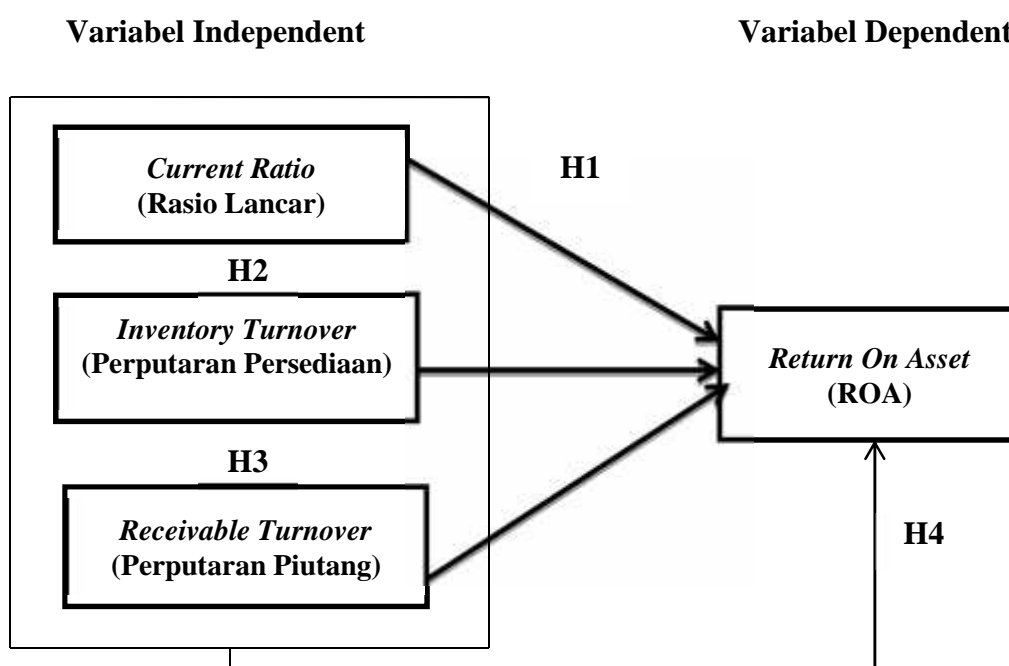 Variabel Independent
Variabel Dependent
Current Ratio
(Rasio Lancar)
H1
H2
Inventory Turnover
(Perputaran Persediaan)
Return On Asset
(ROA)
H3
Receivable Turnover
(Perputaran Piutang)
H4